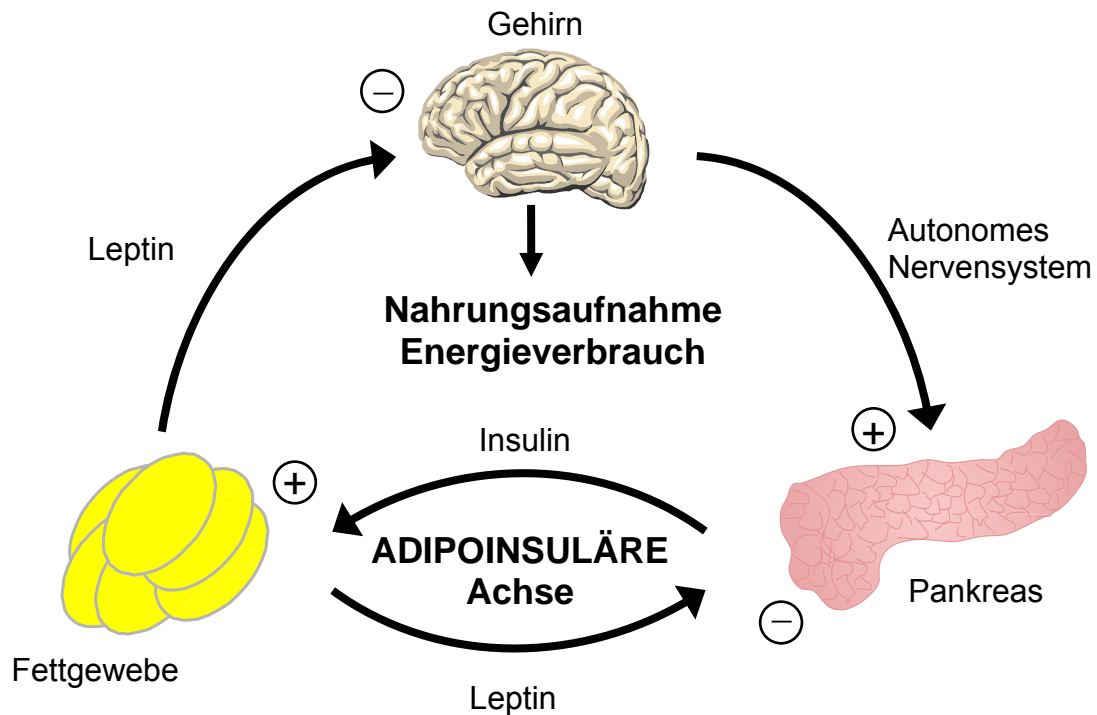 Gehirn
−
Leptin
Autonomes
Nervensystem
Nahrungsaufnahme
Energieverbrauch
+
Insulin
+
ADIPOINSULÄRE
Achse
Pankreas
−
Fettgewebe
Leptin